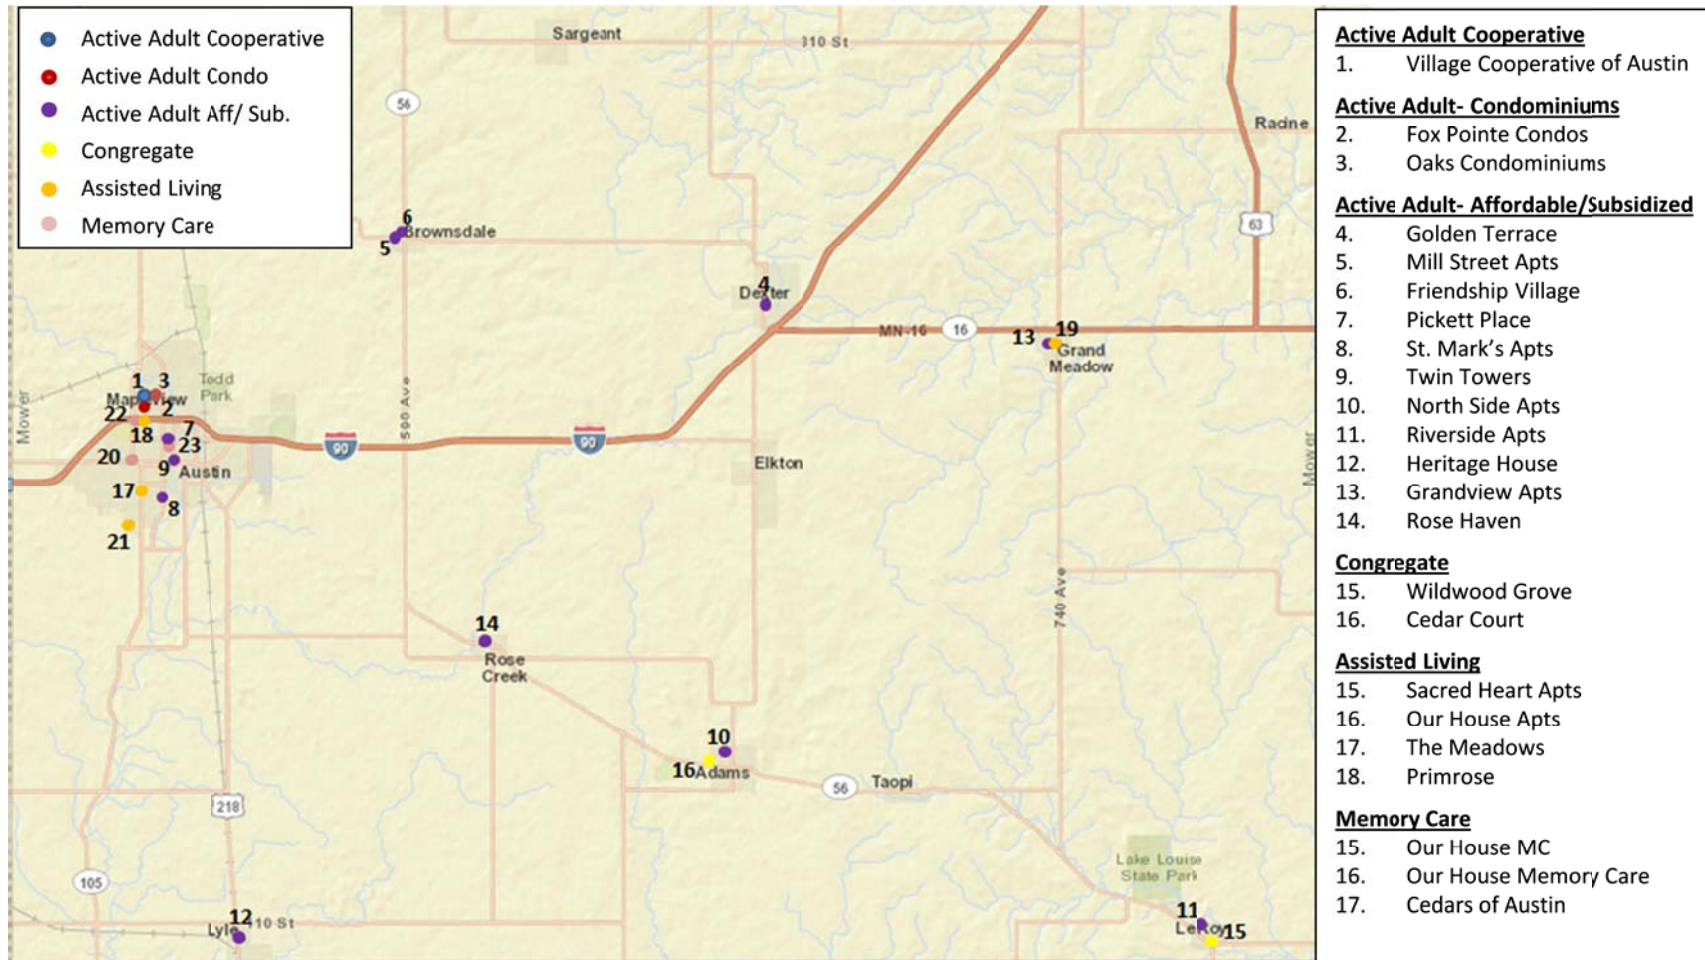 Active Adult Cooperative
Active Adult Condo
Active Adult Aff/ Sub.
Congregate
Assisted Living
Memory Care
Sargeant
310 St
56
Racine
63
6
Brownsdale
5
4
Dexter
MN-16
16
13
19
Grand
Meadow
500 Ave
Todd
Park
Mower
1
3
Mapleview
22
2
18
7
23
20
9
Austin
17
8
21
90
90
Elkton
Mower
14
Rose
Creek
740 Ave
10
16
Adams
56
Taopi
218
105
12
Lyle
110 St
Lake Louise
State Park
11
LeRoy
15
Active Adult Cooperative
1. Village Cooperative of Austin
Active Adult- Condominiums
2. Fox Pointe Condos
3. Oaks Condominiums
Active Adult- Affordable/Subsidized
4. Golden Terrace
5. Mill Street Apts
6. Friendship Village
7. Pickett Place
8. St. Mark's Apts
9. Twin Towers
10. North Side Apts
11. Riverside Apts
12. Heritage House
13. Grandview Apts
14. Rose Haven
Congregate
15. Wildwood Grove
16. Cedar Court
Assisted Living
15. Sacred Heart Apts
16. Our House Apts
17. The Meadows
18. Primrose
Memory Care
15. Our House MC
16. Our House Memory Care
17. Cedars of Austin